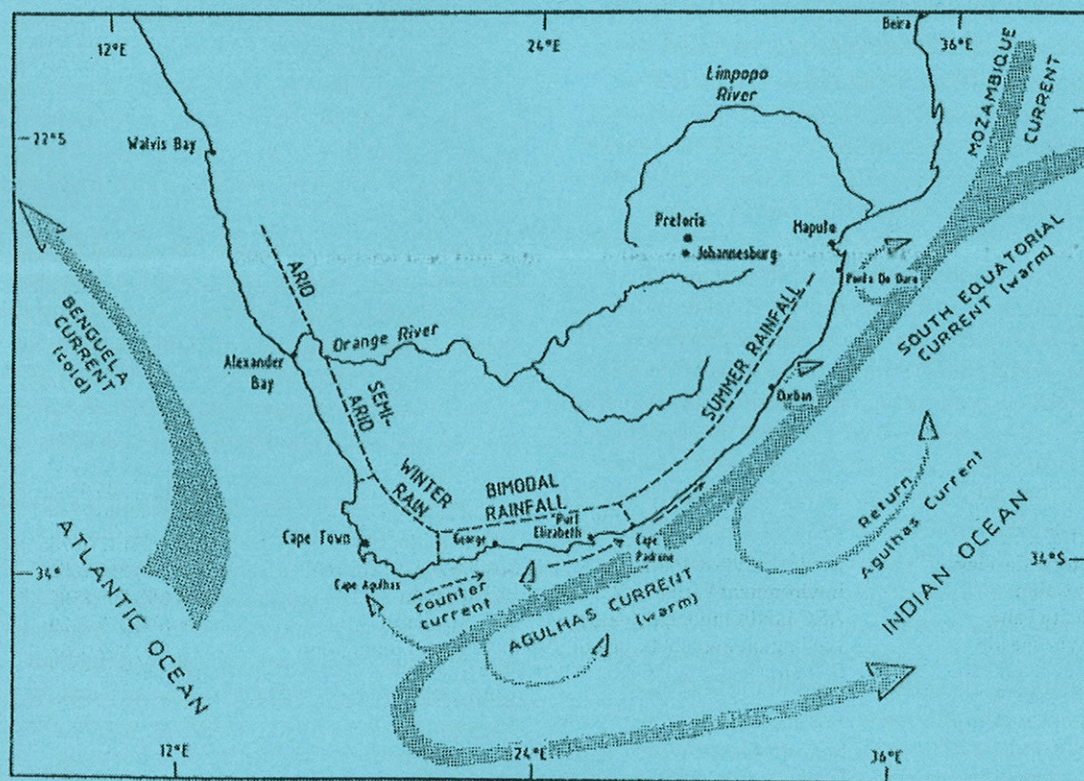 12°E
24°E
Beira
36°E
Limpopo
River
MOZAMBIQUE
CURRENT
22°S
Walvis Bay
Pretoria
Johannesburg
Maputo
Ponta Do Ouro
SOUTH EQUATORIAL
CURRENT (warm)
ARID
BENGUELA
CURRENT
(cold)
Orange River
Alexander
Bay
SEMI-
ARID
SUMMER RAINFALL
Durban
WINTER
RAIN
BIMODAL
RAINFALL
Port
Elizabeth
George
Cape Town
Cape
Padrone
Return
Agulhas Current
34°
34°S
Cape Agulhas
Counter
current
AGULHAS CURRENT
(warm)
ATLANTIC OCEAN
INDIAN OCEAN
12°E
24°E
36°E